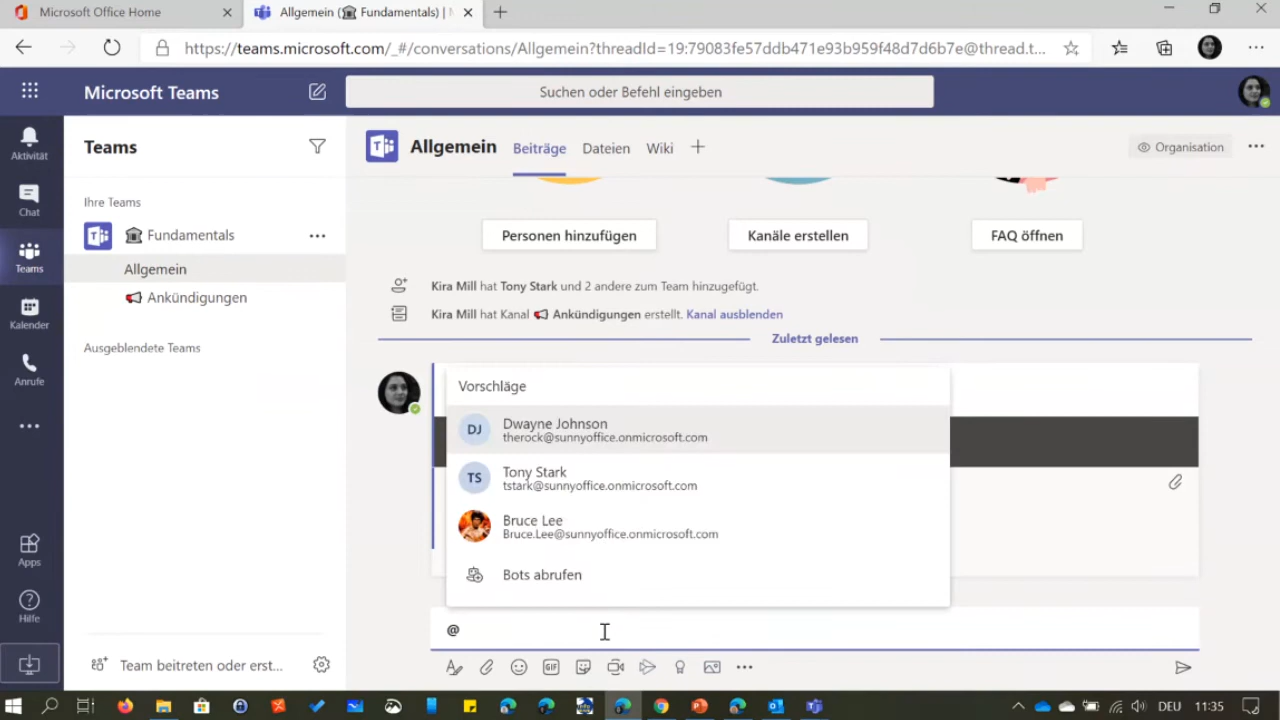 Microsoft Office Home
Allgemein (🏛 Fundamentals) | M
https://teams.microsoft.com/_#/conversations/Allgemein?threadId=19:79083fe57ddb471e93b959f48d7d6b7e@thread.t...
Microsoft Teams
Suchen oder Befehl eingeben
Aktivität
Chat
Teams
Kalender
Anrufe
Apps
Hilfe
Teams
Ihre Teams
🏛 Fundamentals
Allgemein
📢 Ankündigungen
Ausgeblendete Teams
Team beitreten oder erst...
Allgemein
Beiträge Dateien Wiki
Organisation
Personen hinzufügen
Kanäle erstellen
FAQ öffnen
Kira Mill hat Tony Stark und 2 andere zum Team hinzugefügt.
Kira Mill hat Kanal 📢 Ankündigungen erstellt. Kanal ausblenden
Zuletzt gelesen
Vorschläge
DJ
Dwayne Johnson
therock@sunnyoffice.onmicrosoft.com
TS
Tony Stark
tstark@sunnyoffice.onmicrosoft.com
Bruce Lee
Bruce.Lee@sunnyoffice.onmicrosoft.com
Bots abrufen
@
GIF
DEU
11:35